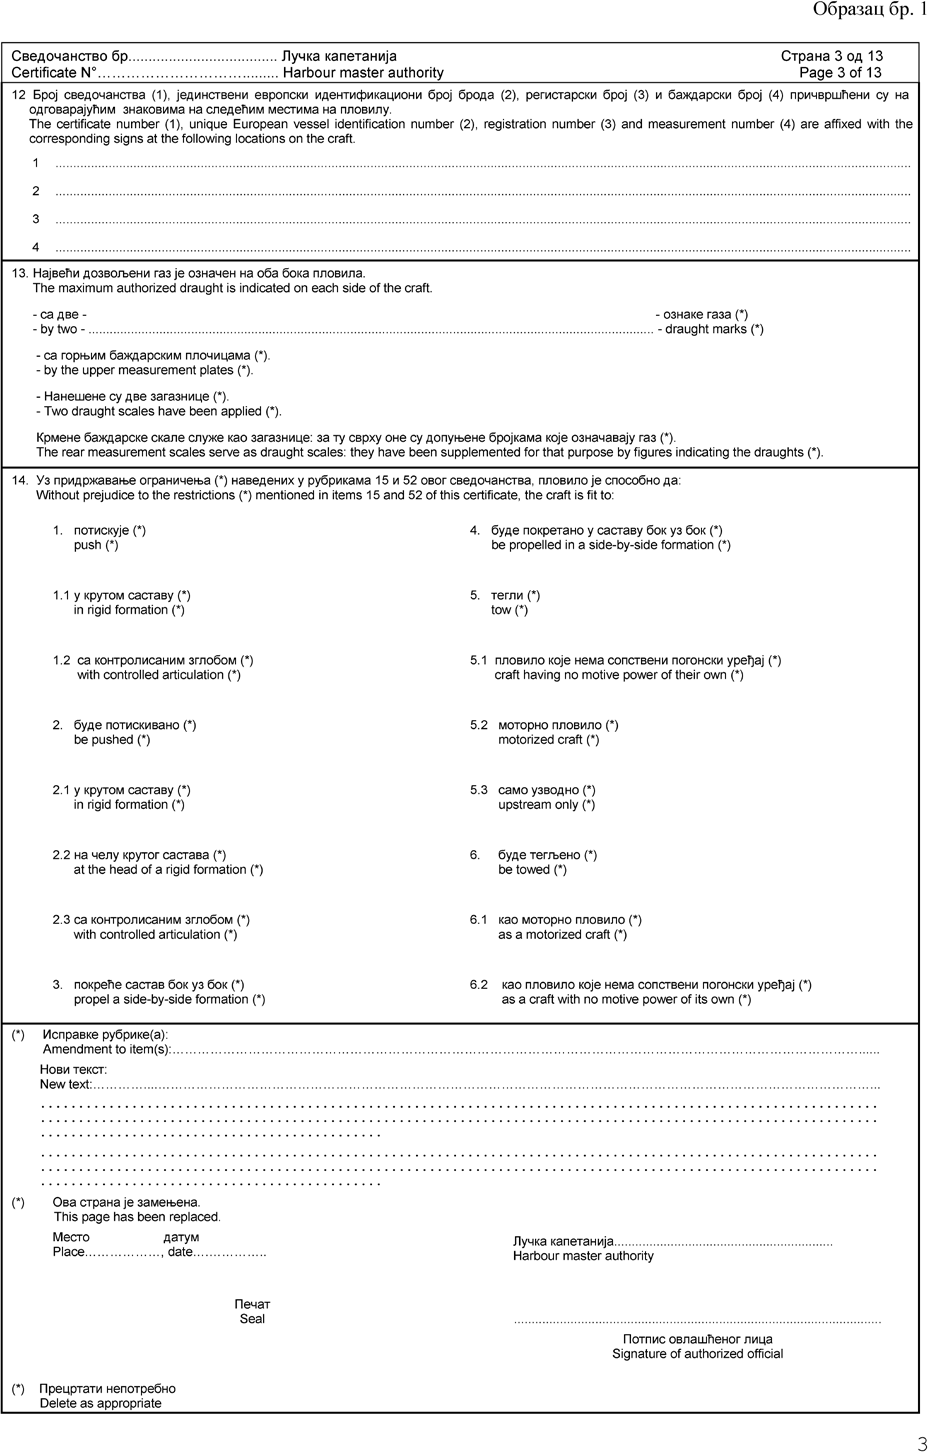 Образац бр. 1
Сведочанство бр..................................... Лучка капетанија Страна 3 од 13
Certificate N°………………………......... Harbour master authority Page 3 of 13
12 Број сведочанства (1), јединствени европски идентификациони број брода (2), регистарски број (3) и баждарски број (4) причвршћени су на
одговарајућим знаковима на следећим местима на пловилу.
The certificate number (1), unique European vessel identification number (2), registration number (3) and measurement number (4) are affixed with the
corresponding signs at the following locations on the craft.
1 ........................................................................
2 ........................................................................
3 ........................................................................
4 ........................................................................
13. Највећи дозвољени газ је означен на оба бока пловила.
The maximum authorized draught is indicated on each side of the craft.
- са две - - ознаке газа (*)
- by two - ........................................................................ - draught marks (*)
- са горњим баждарским плочицама (*).
- by the upper measurement plates (*).
- Нанешене су две загазнице (*).
- Two draught scales have been applied (*).
Крмене баждарске скале служе као загазнице: за ту сврху оне су допуњене бројкама које означавају газ (*).
The rear measurement scales serve as draught scales: they have been supplemented for that purpose by figures indicating the draughts (*).
14. Уз придржавање ограничења (*) наведених у рубрикама 15 и 52 овог сведочанства, пловило је способно да:
Without prejudice to the restrictions (*) mentioned in items 15 and 52 of this certificate, the craft is fit to:
1. потискује (*)
push (*)
4. буде покретано у саставу бок уз бок (*)
be propelled in a side-by-side formation (*)
1.1 у крутом саставу (*)
in rigid formation (*)
5. тегли (*)
tow (*)
1.2 са контролисаним зглобом (*)
with controlled articulation (*)
5.1 пловило које нема сопствени погонски уређај (*)
craft having no motive power of their own (*)
2. буде потискивано (*)
be pushed (*)
5.2 моторно пловило (*)
motorized craft (*)
2.1 у крутом саставу (*)
in rigid formation (*)
5.3 само узводно (*)
upstream only (*)
2.2 на челу крутог састава (*)
at the head of a rigid formation (*)
6. буде тегљено (*)
be towed (*)
2.3 са контролисаним зглобом (*)
with controlled articulation (*)
6.1 као моторно пловило (*)
as a motorized craft (*)
3. покреће састав бок уз бок (*)
propel a side-by-side formation (*)
6.2 као пловило које нема сопствени погонски уређај (*)
as a craft with no motive power of its own (*)
(*) Исправке рубрике(а):
Amendment to item(s):………………………………………………......
Нови текст:
New text:…………....………………………………………………..
........................................................................
........................................................................
.............................................
........................................................................
........................................................................
.............................................
(*) Ова страна је замењена.
This page has been replaced.
Место датум
Place………………, date……………..
Лучка капетанија...........................................................
Harbour master authority
Печат
Seal
........................................................................
Потпис овлашћеног лица
Signature of authorized official
(*) Прецртати непотребно
Delete as appropriate
3